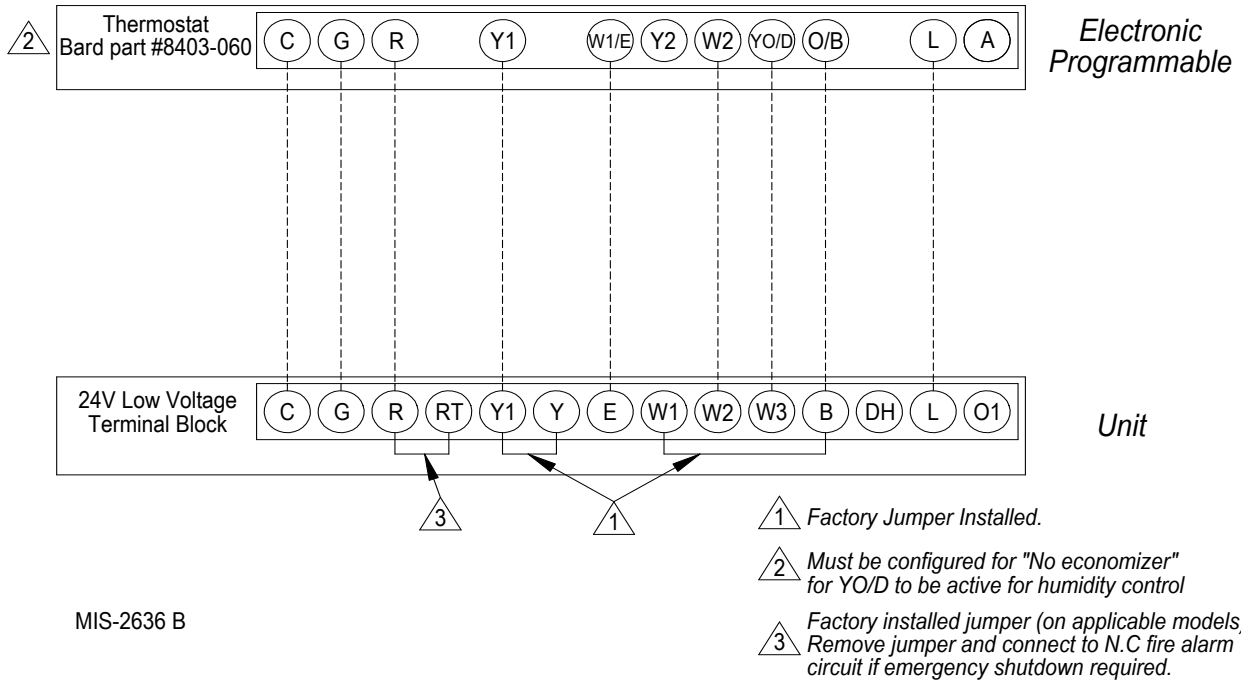 2
Thermostat
Bard part #8403-060
C G R Y1 W1/E Y2 W2 YO/D O/B L A
Electronic
Programmable
24V Low Voltage
Terminal Block
C G R RT Y1 Y E W1 W2 W3 B DH L O1
Unit
3
1
1 Factory Jumper Installed.
2 Must be configured for "No economizer"
for YO/D to be active for humidity control
MIS-2636 B
3 Factory installed jumper (on applicable models)
Remove jumper and connect to N.C fire alarm
circuit if emergency shutdown required.